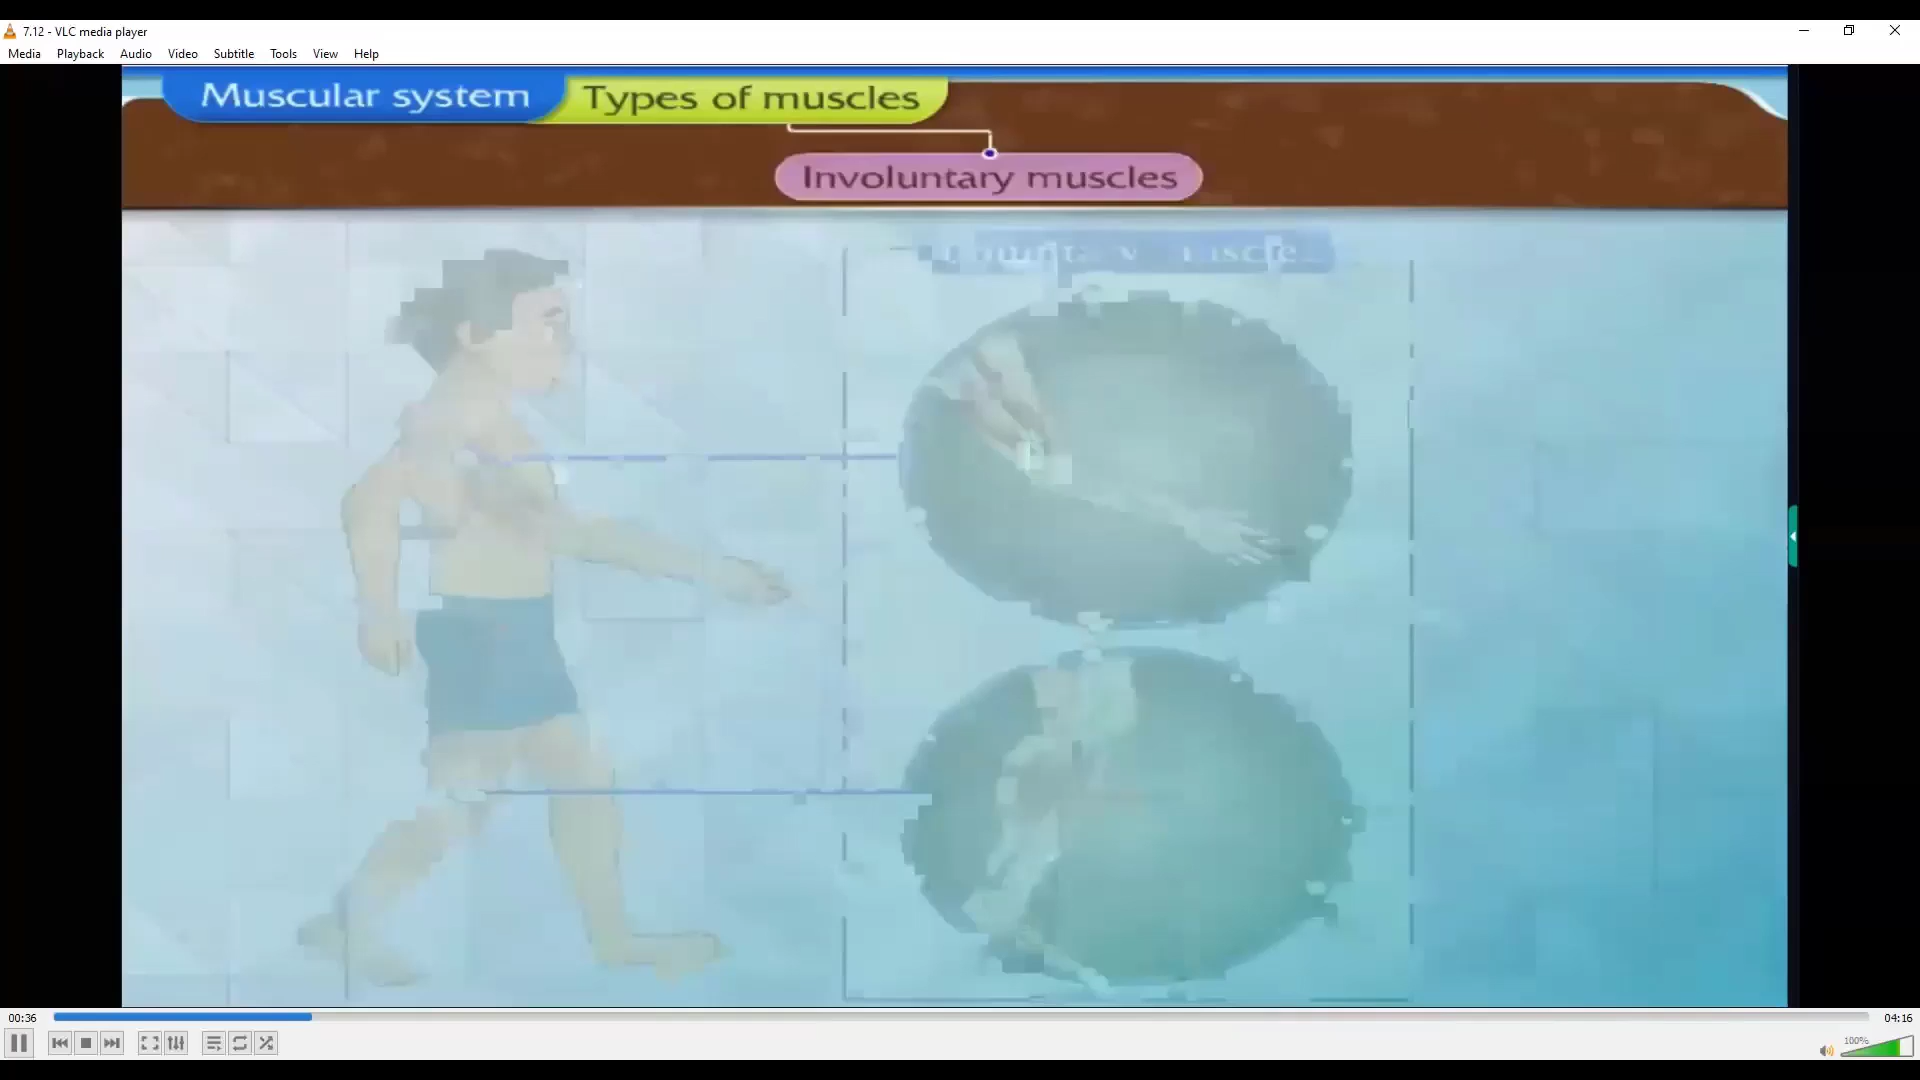 7.12 - VLC media player
Media Playback Audio Video Subtitle Tools View Help
Muscular system Types of muscles
Involuntary muscles
00:36 04:16
100%